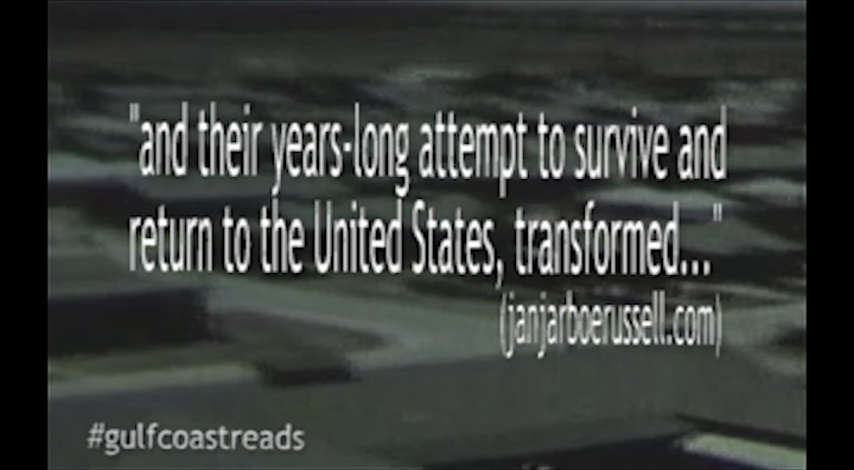 "and their years-long attempt to survive and
return to the United States, transformed..."
(janjarboerussell.com)
#gulfcoastreads